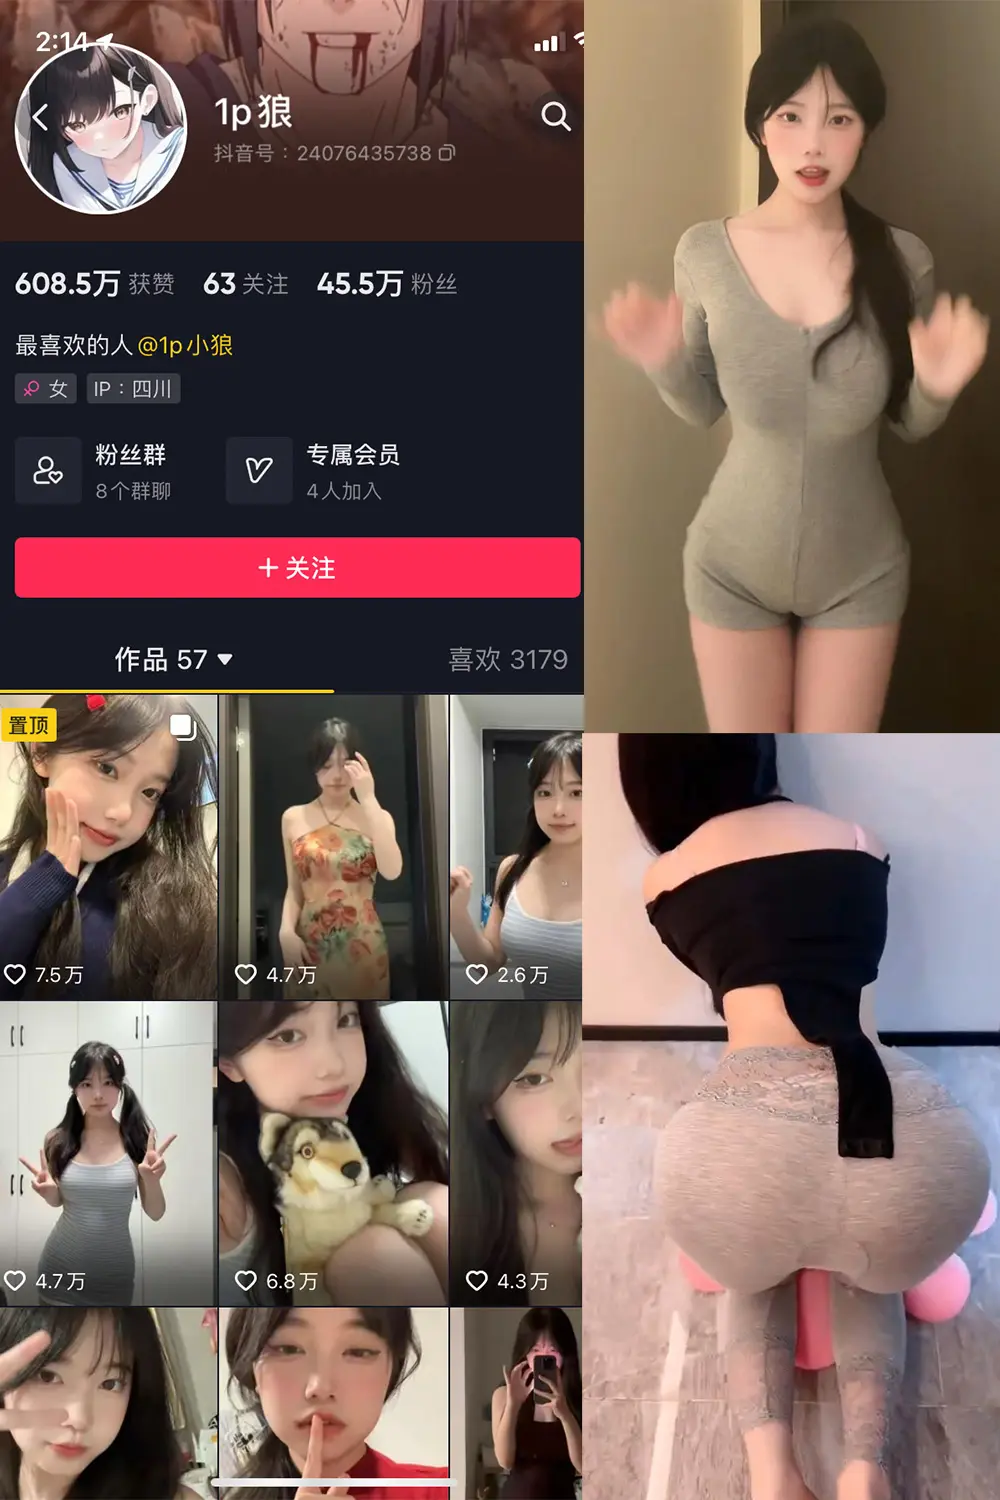 2:14
1p狼
抖音号：24076435738
608.5万 获赞 63 关注 45.5万 粉丝
最喜欢的人 @1p小狼
女 IP：四川
粉丝群 专属会员
8个群聊 4人加入
+ 关注
作品 57 喜欢 3179
置顶
7.5万 4.7万 2.6万
4.7万 6.8万 4.3万